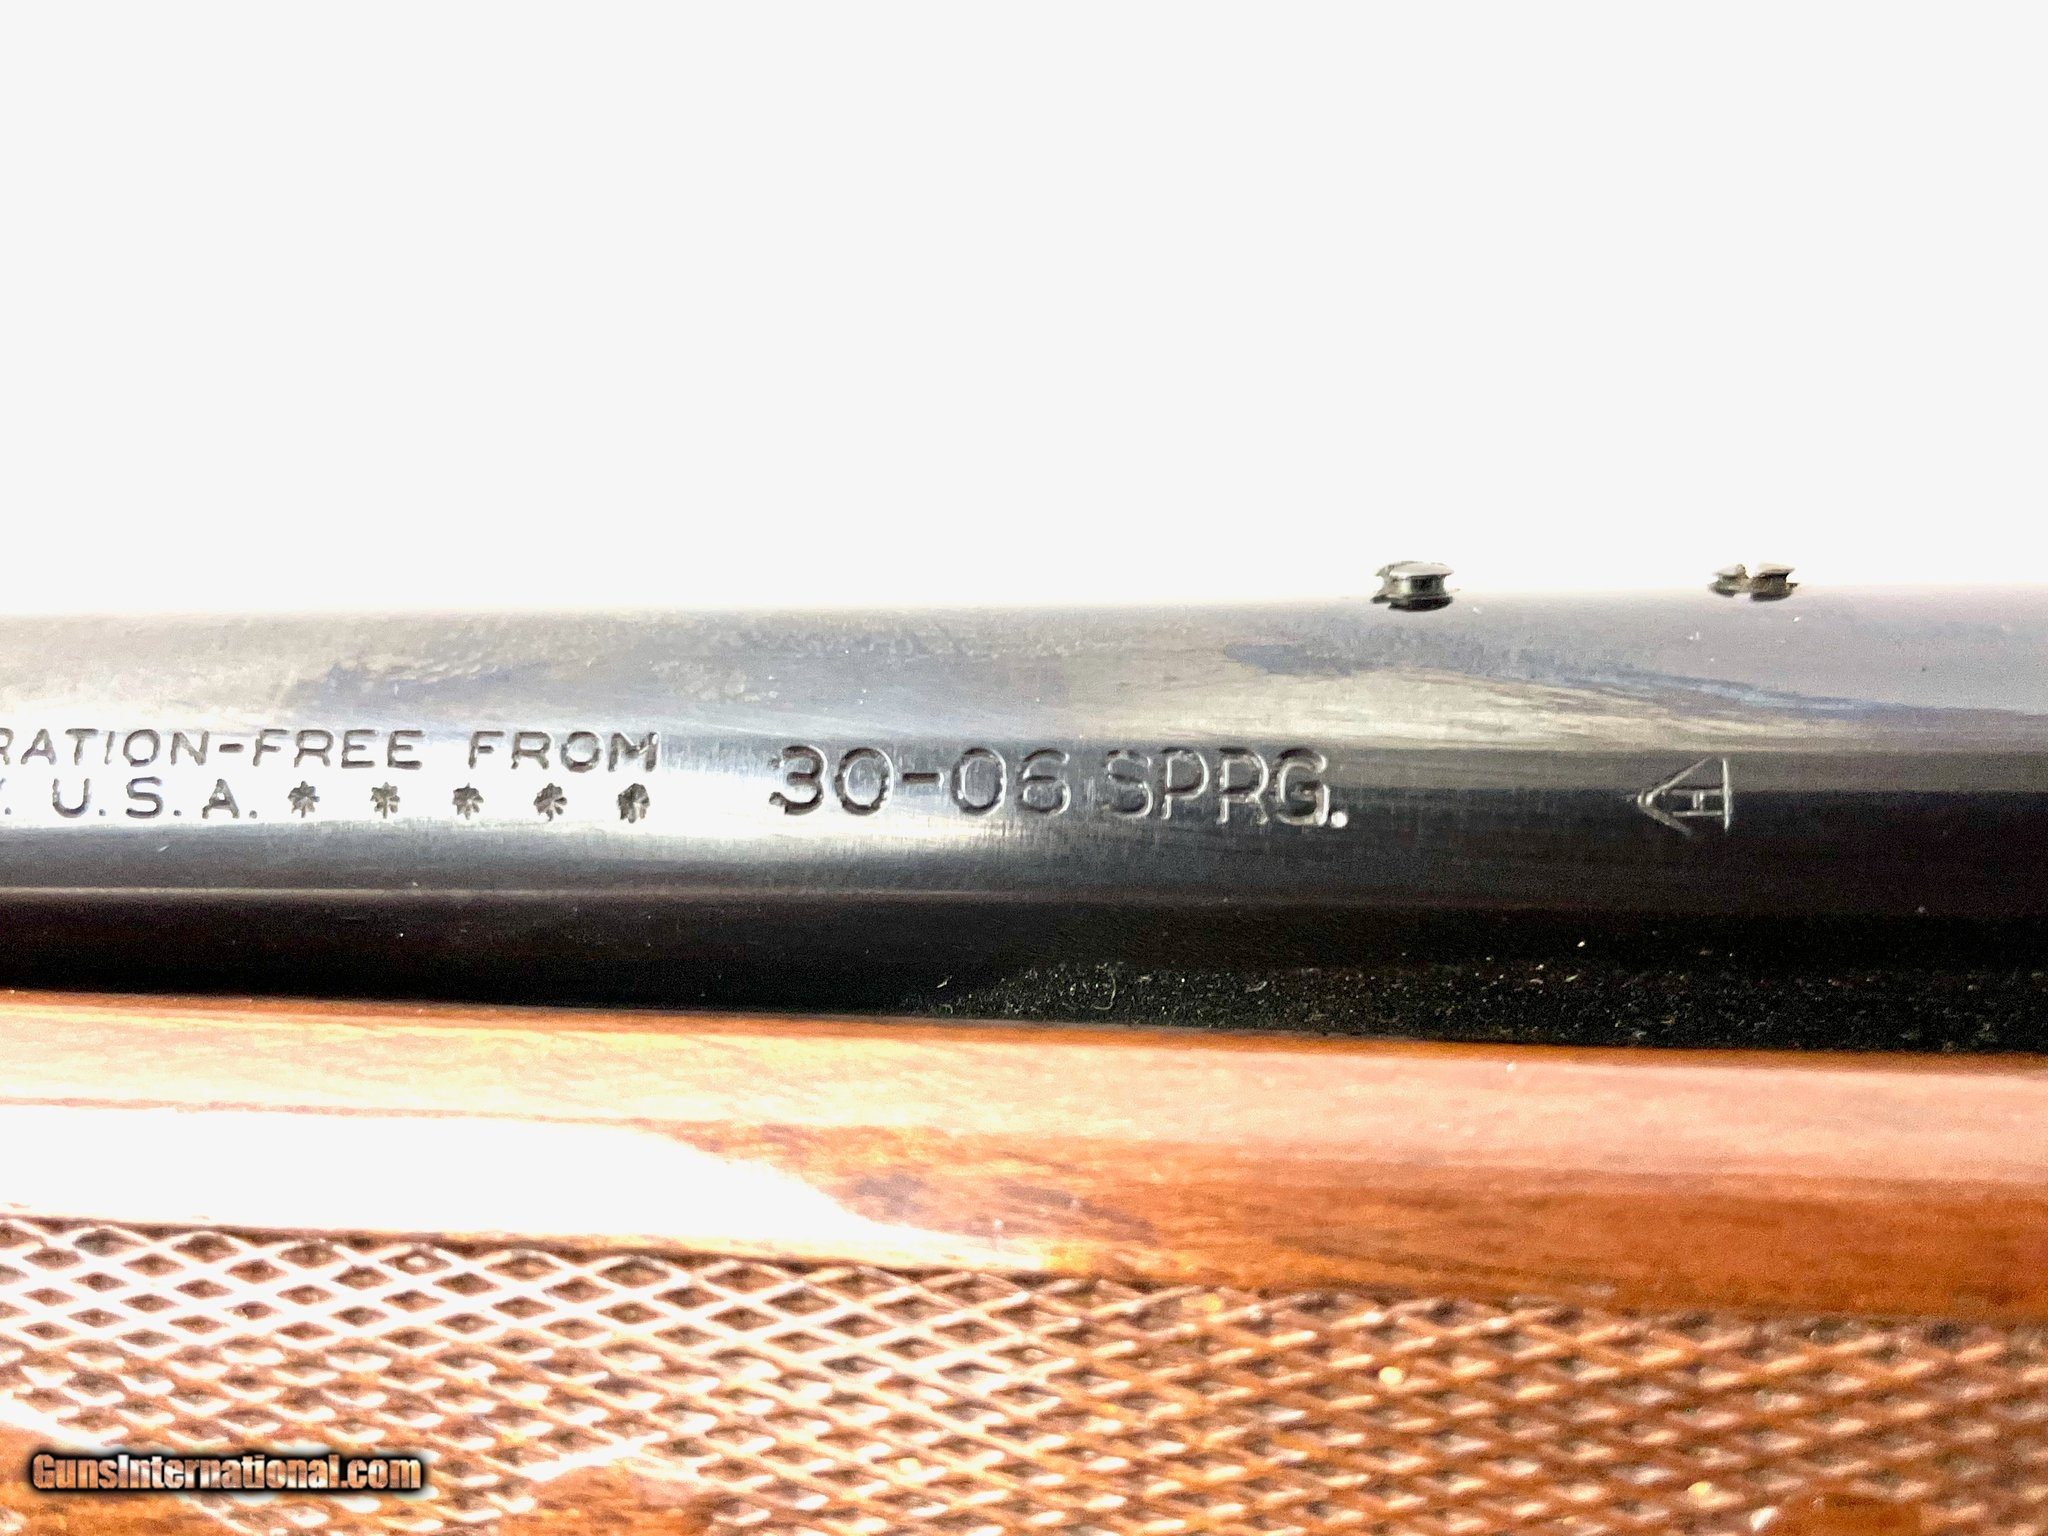 RATION-FREE FROM
. U.S.A. * * * * *
30-06 SPRG.
A
GunsInternational.com